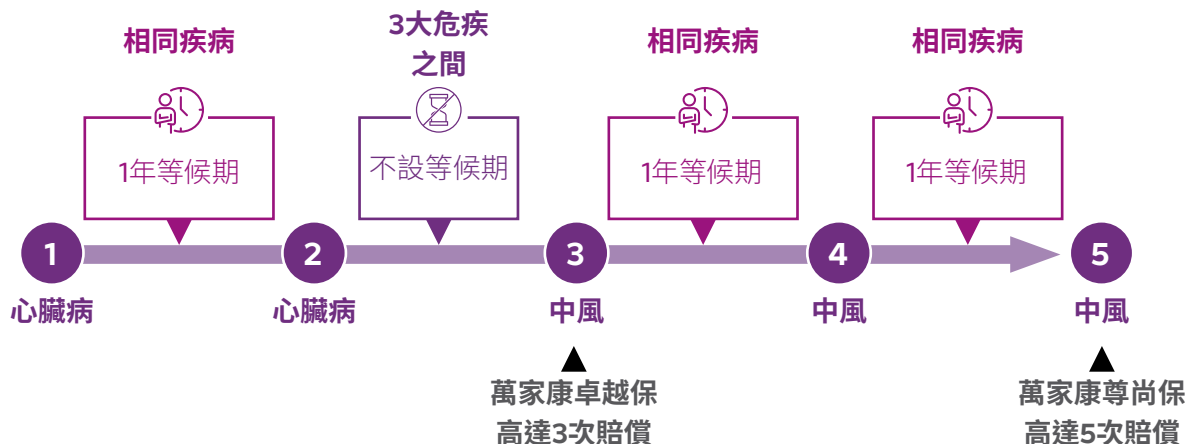 相同疾病
1年等候期
3大危疾
之間
不設等候期
相同疾病
1年等候期
相同疾病
1年等候期
1
2
3
4
5
心臟病
心臟病
中風
中風
中風
萬家康卓越保
高達3次賠償
萬家康尊尚保
高達5次賠償